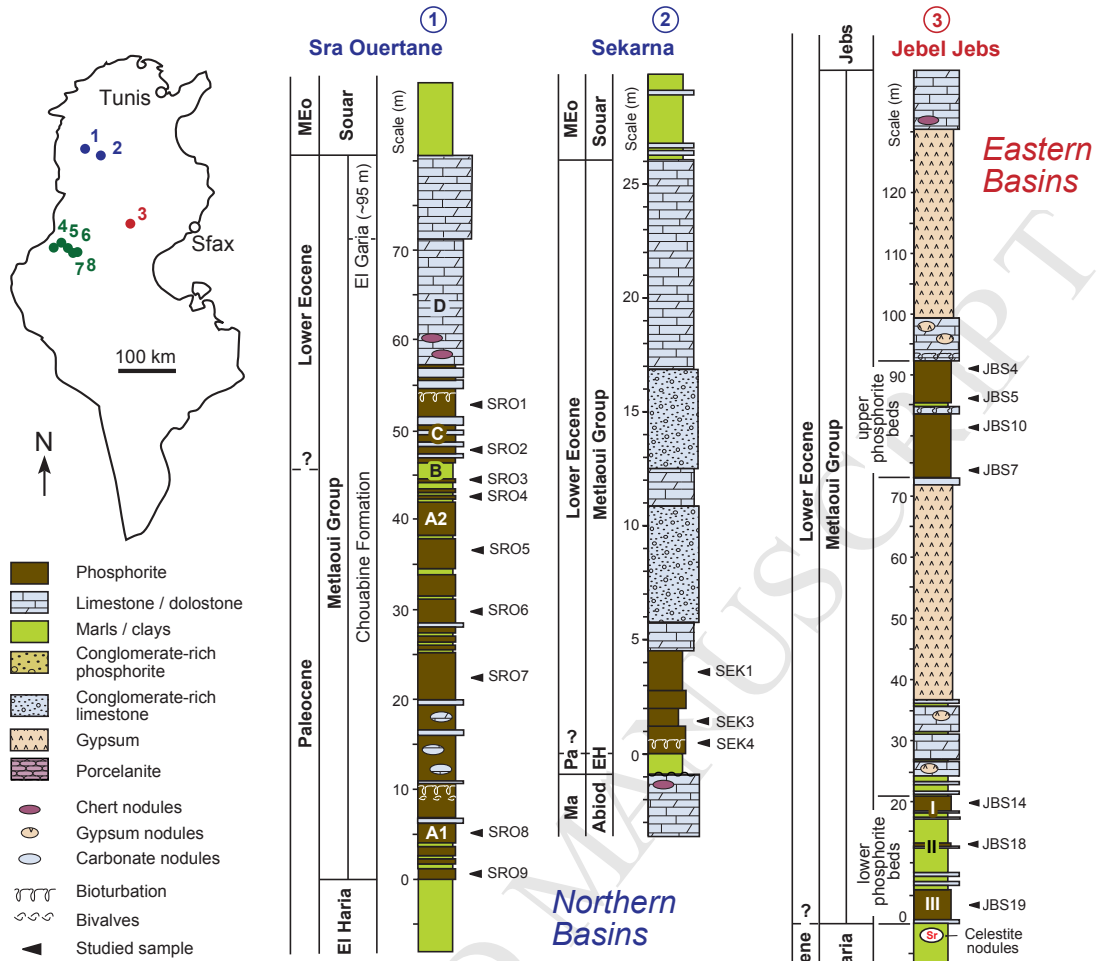 Tunis
1
2
3
Sfax
4
5
6
7
8
100 km
N
Phosphorite
Limestone / dolostone
Marls / clays
Conglomerate-rich
phosphorite
Conglomerate-rich
limestone
Gypsum
Porcelanite
Chert nodules
Gypsum nodules
Carbonate nodules
Bioturbation
Bivalves
Studied sample
1
Sra Ouertane
MEo
Souar
Scale (m)
Lower Eocene
-?
Paleocene
Metlaoui Group
El Haria
El Garia (~95 m)
Chouabine Formation
70
60
50
40
30
20
10
0
D
C
B
A2
A1
SRO1
SRO2
SRO3
SRO4
SRO5
SRO6
SRO7
SRO8
SRO9
2
Sekarna
MEo
Souar
Scale (m)
Lower Eocene
Metlaoui Group
?
Pa
EH
Ma
Abiod
25
20
15
10
5
0
SEK1
SEK3
SEK4
Northern
Basins
3
Jebel Jebs
Jebs
Scale (m)
Lower Eocene
Metlaoui Group
?
ene
aria
upper
phosphorite
beds
lower
phosphorite
beds
120
110
100
90
70
60
50
40
30
20
0
I
II
III
Sr
JBS4
JBS5
JBS10
JBS7
JBS14
JBS18
JBS19
Celestite
nodules
Eastern
Basins
MANUSCRIPT